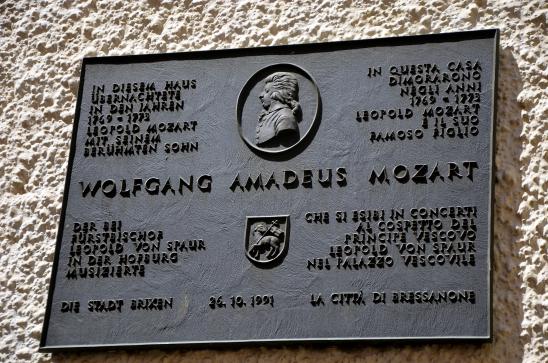 IN DIESEM HAUS
ÜBERNACHTETE
IN DEN JAHREN
1769 - 1773
LEOPOLD MOZART
MIT SEINEM
BERÜHMTEN SOHN
IN QUESTA CASA
DIMORARONO
NEGLI ANNI
1769 - 1773
LEOPOLD MOZART
E IL SUO
FAMOSO FIGLIO
WOLFGANG AMADEUS MOZART
DER BEI
FÜRSTBISCHOF
LEOPOLD VON SPAUR
IN DER HOFBURG
MUSIZIERTE
CHE SI ESIBÌ IN CONCERTI
AL COSPETTO DEL
PRINCIPE VESCOVO
LEOPOLD VON SPAUR
NEL PALAZZO VESCOVILE
DIE STADT BRIXEN 26.10.1991 LA CITTÀ DI BRESSANONE